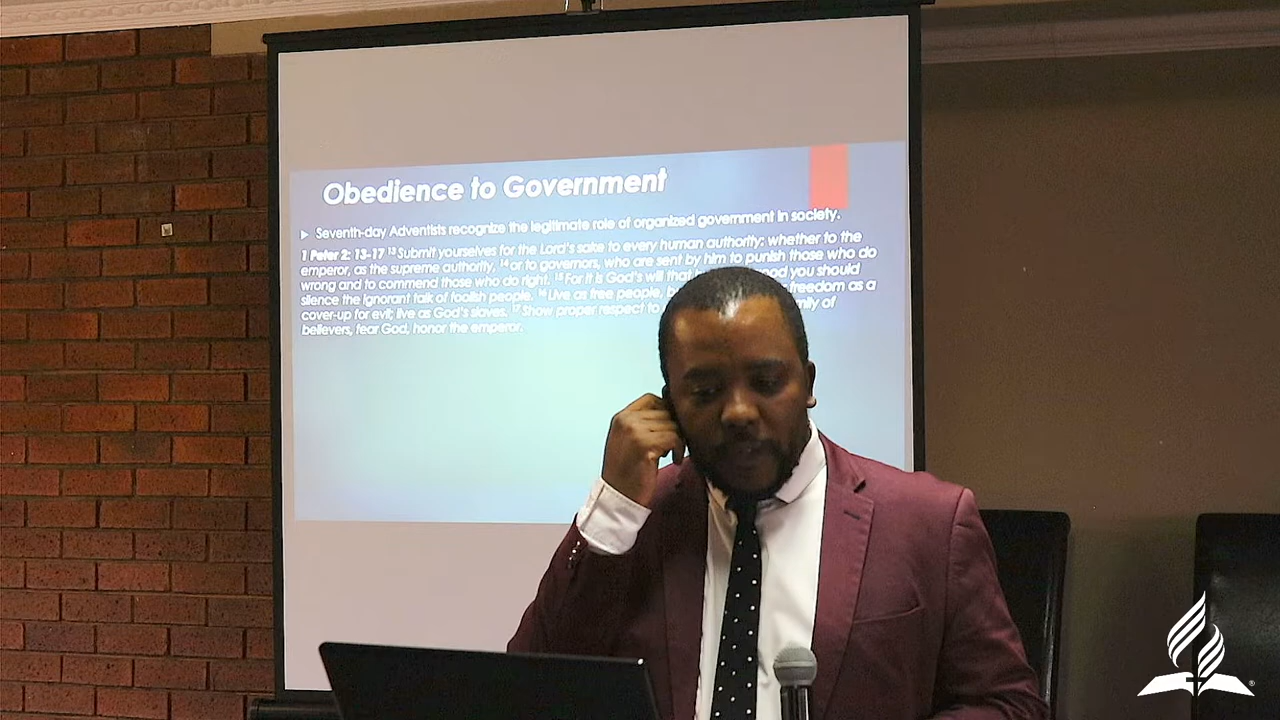 Obedience to Government
Seventh-day Adventists recognize the legitimate role of organized government in society.
1 Peter 2: 13-17 13 Submit yourselves for the Lord's sake to every human authority: whether to the
emperor, as the supreme authority, 14 or to governors, who are sent by him to punish those who do
wrong and to commend those who do right. 15 For it is God's will that you should
silence the ignorant talk of foolish people. 16 Live as free people, freedom as a
cover-up for evil; live as God's slaves. 17 Show proper respect to of
believers, fear God, honor the emperor.
®